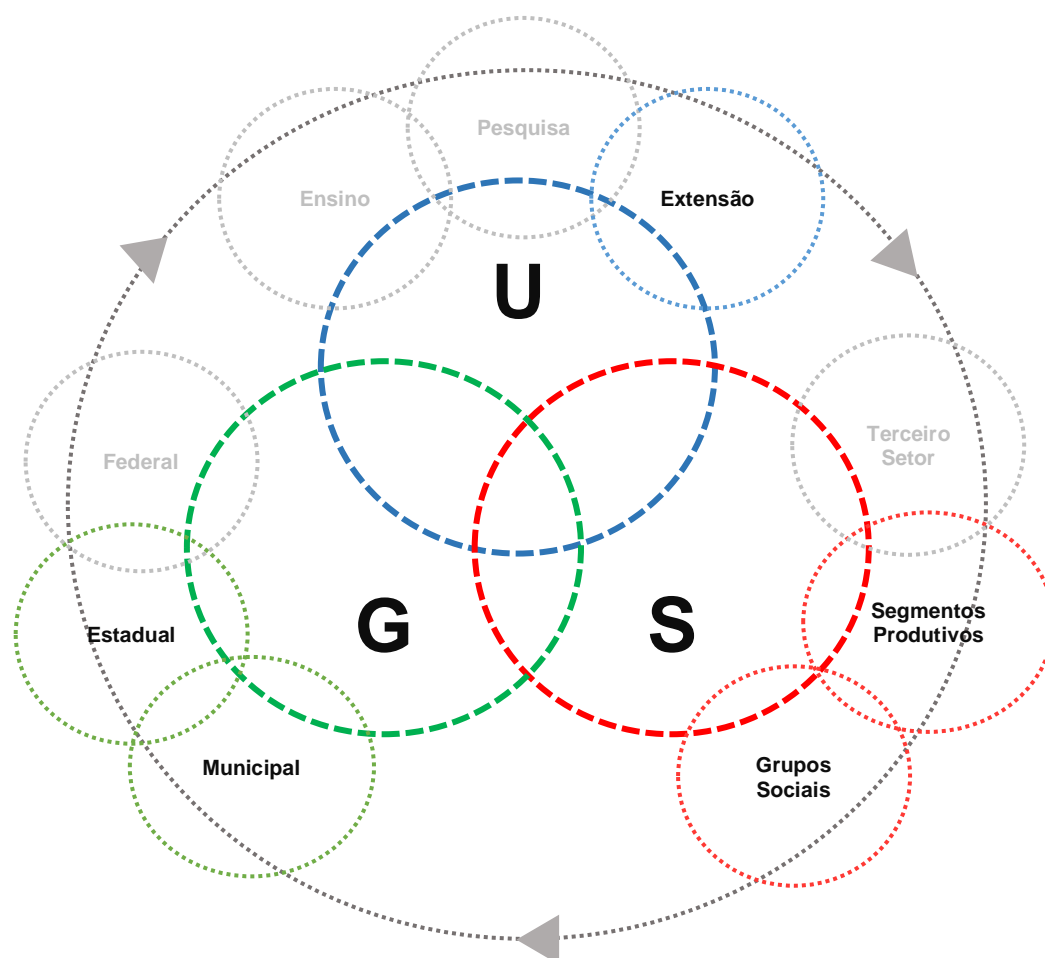 Pesquisa
Ensino
Extensão
U
Federal
Terceiro
Setor
Estadual
G
S
Segmentos
Produtivos
Municipal
Grupos
Sociais